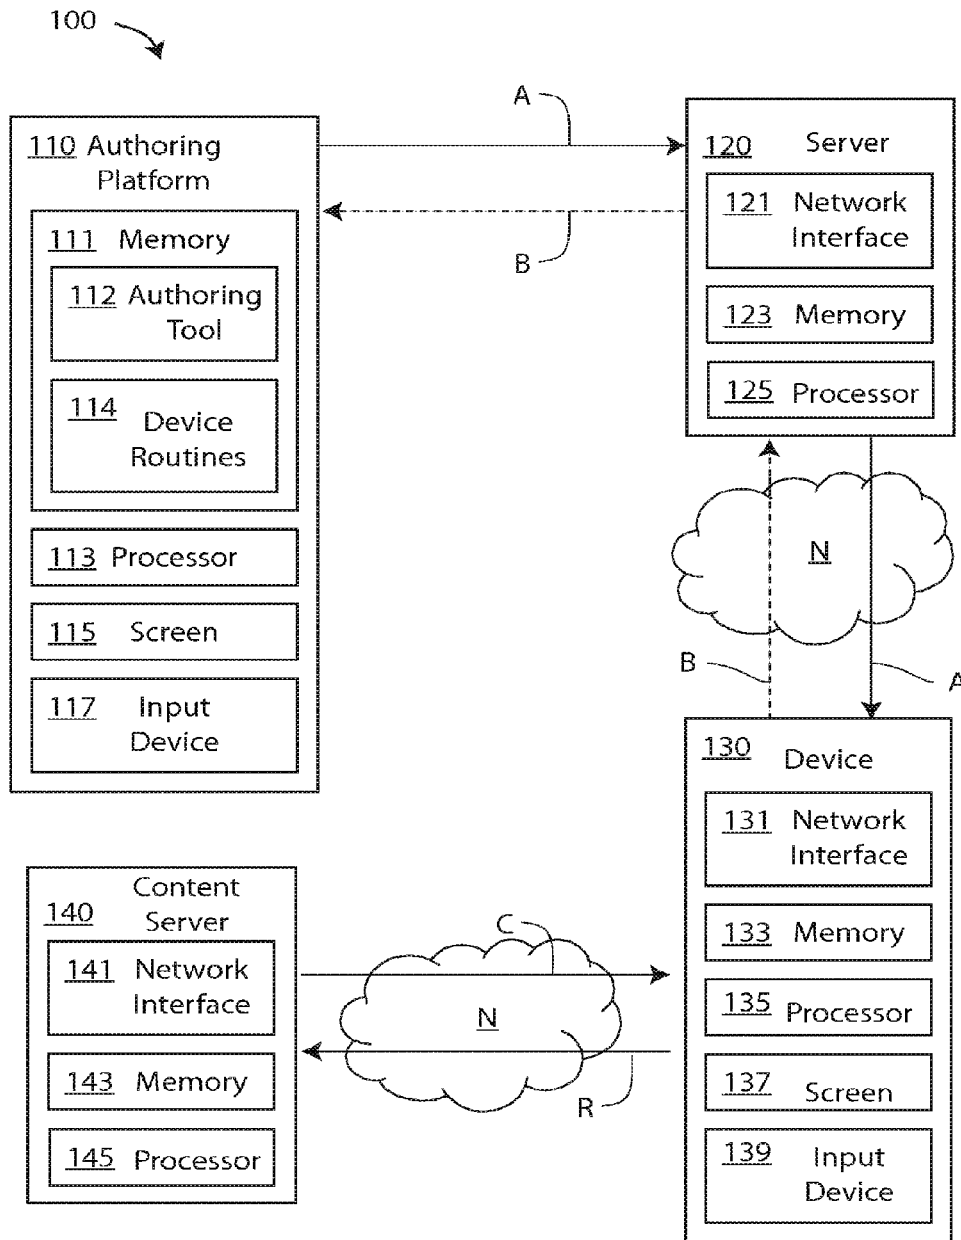 100
A
B
110 Authoring
Platform
111 Memory
112 Authoring
Tool
114 Device
Routines
113 Processor
115 Screen
117 Input
Device
120 Server
121 Network
Interface
123 Memory
125 Processor
N
B
A
130 Device
131 Network
Interface
133 Memory
135 Processor
137 Screen
139 Input
Device
Content
140 Server
141 Network
Interface
143 Memory
145 Processor
C
N
R